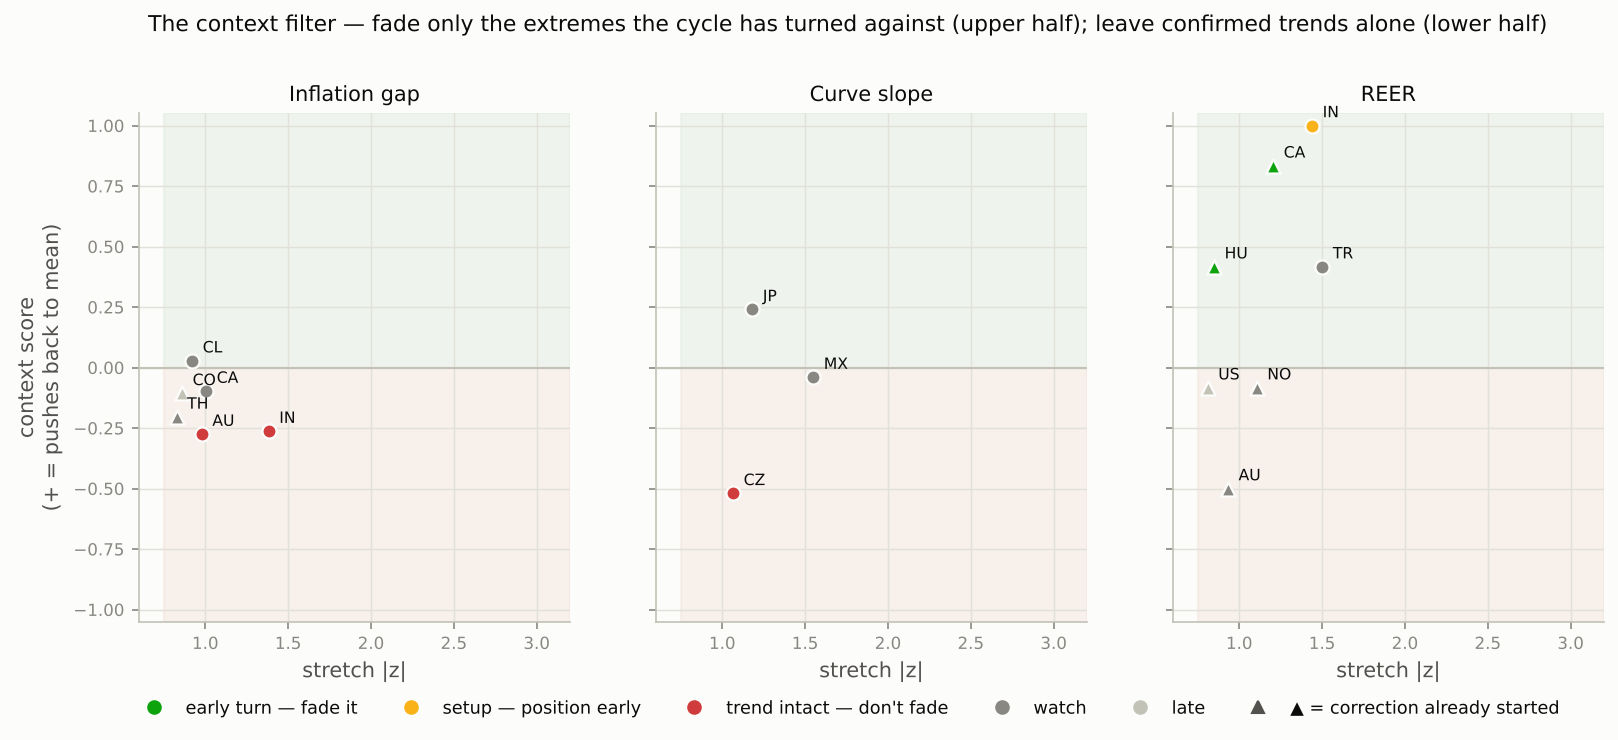 The context filter — fade only the extremes the cycle has turned against (upper half); leave confirmed trends alone (lower half)
Inflation gap
Curve slope
REER
context score
(+ = pushes back to mean)
1.00
0.75
0.50
0.25
0.00
−0.25
−0.50
−0.75
−1.00
CL
CO
CA
TH
AU
IN
JP
MX
CZ
IN
CA
HU
TR
US
NO
AU
1.0 1.5 2.0 2.5 3.0
1.0 1.5 2.0 2.5 3.0
1.0 1.5 2.0 2.5 3.0
stretch |z|
stretch |z|
stretch |z|
early turn — fade it
setup — position early
trend intact — don't fade
watch
late
▲ = correction already started